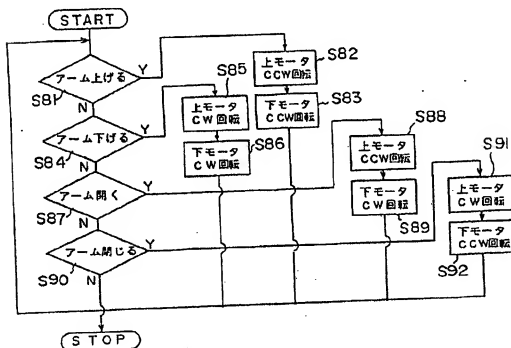 START
アーム上げる
Y
S81
N
上モータ
CCW回転
S82
下モータ
CCW回転
S83
アーム下げる
Y
S84
N
上モータ
CW回転
S85
下モータ
CW回転
S86
アーム開く
Y
S87
N
上モータ
CCW回転
S88
下モータ
CW回転
S89
アーム閉じる
Y
S90
N
上モータ
CW回転
S91
下モータ
CCW回転
S92
STOP